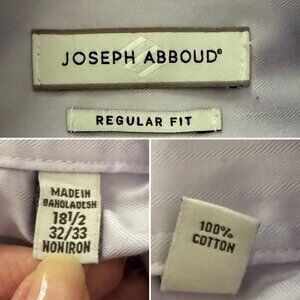 JOSEPH ABBOUD®
REGULAR FIT
MADE IN
BANGLADESH
18 1/2
32/33
NONIRON
100%
COTTON